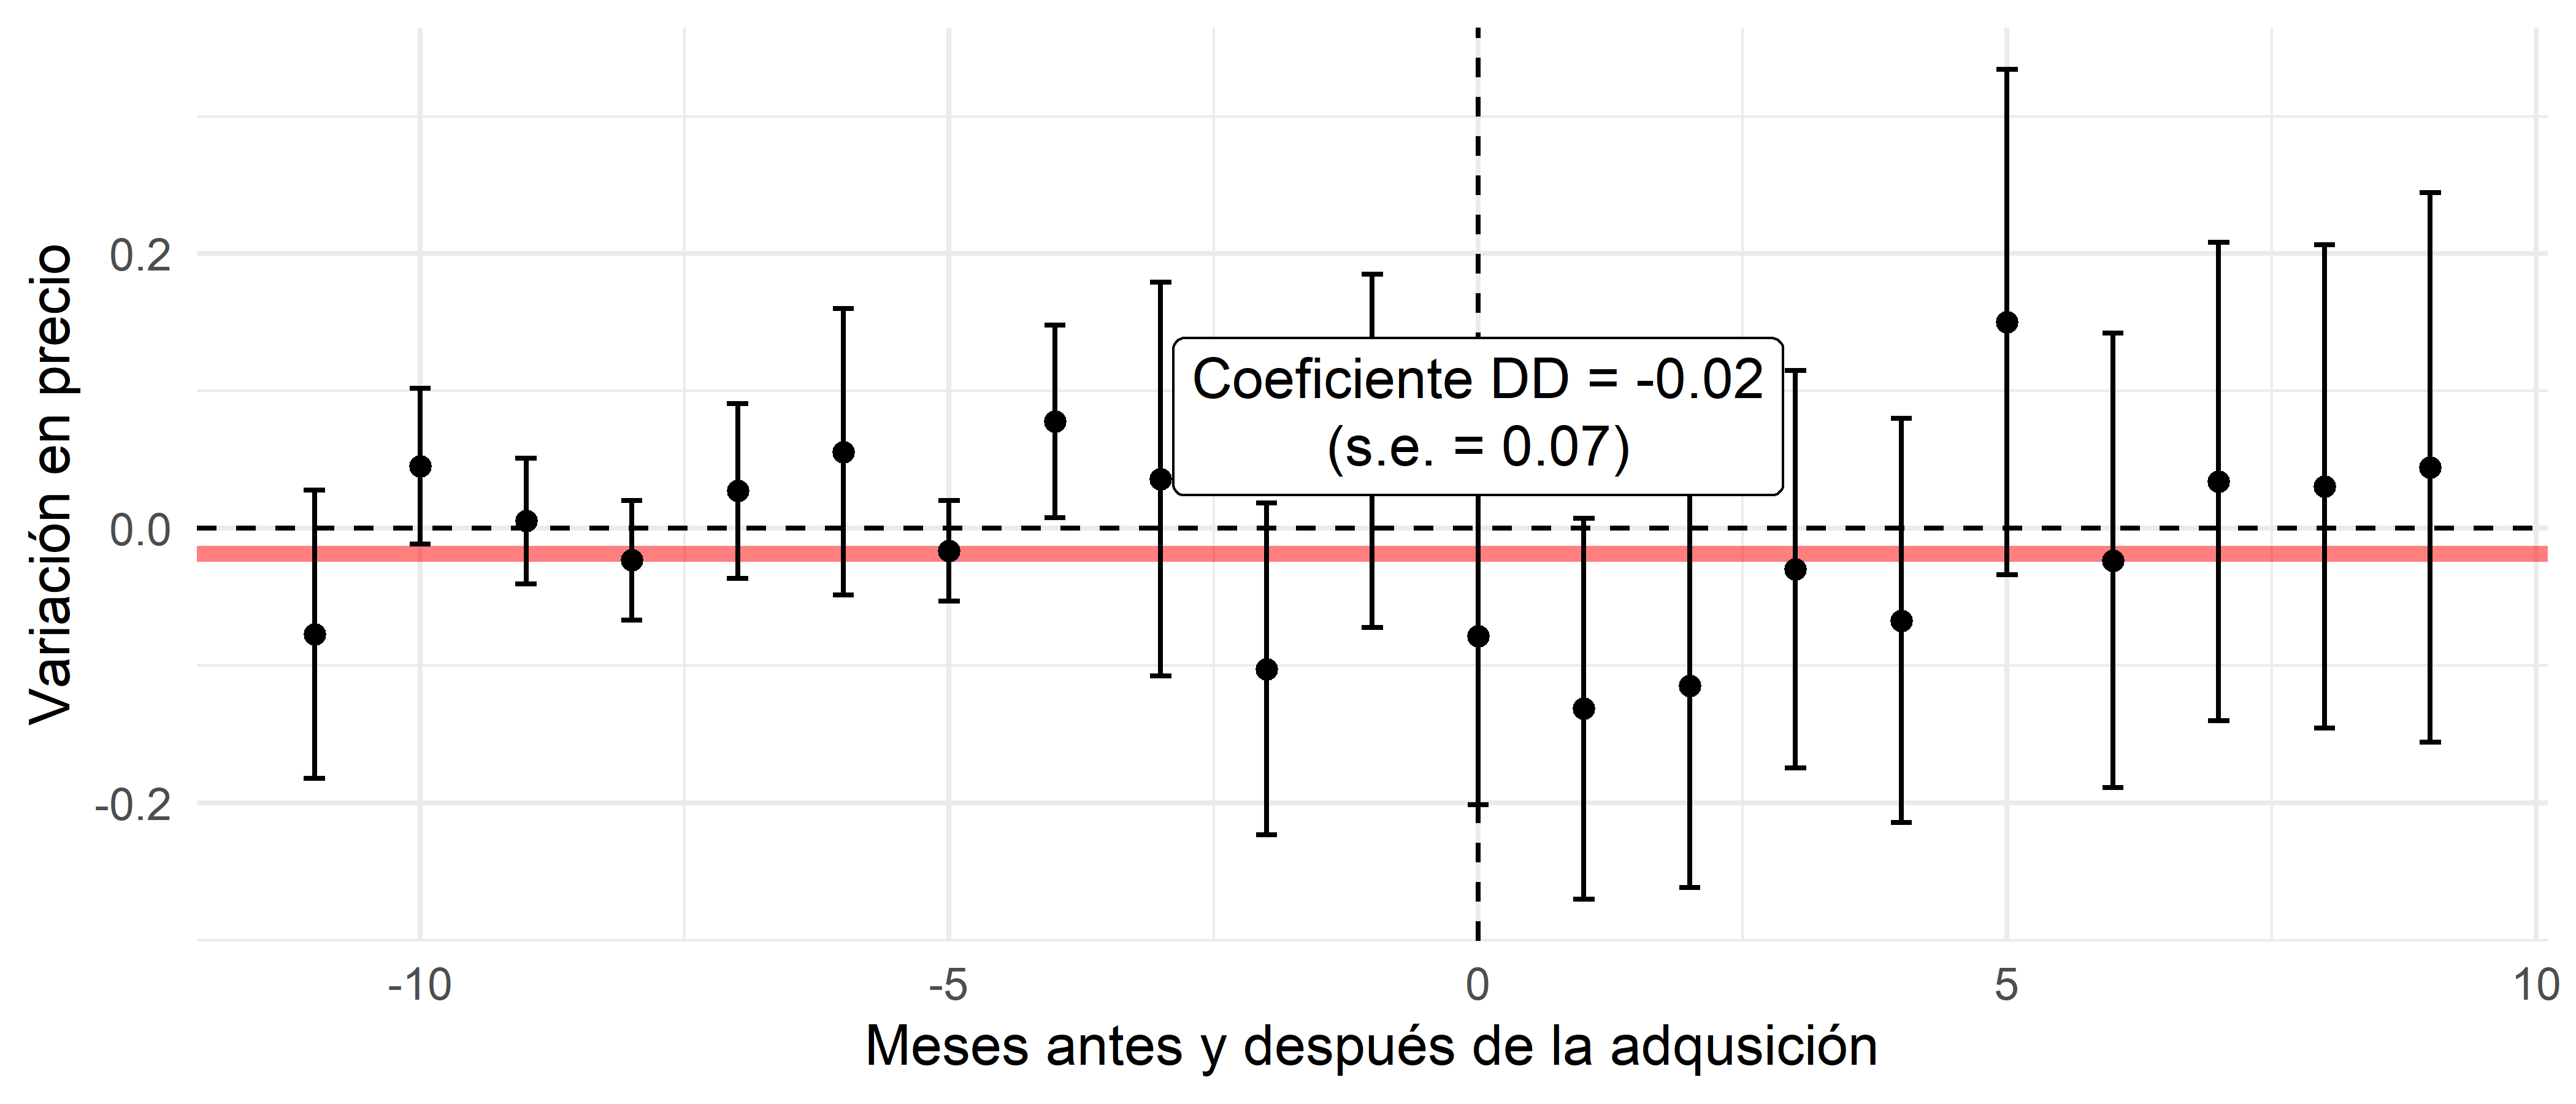 Variación en precio
0.2
0.0
-0.2
Coeficiente DD = -0.02
(s.e. = 0.07)
-10
-5
0
5
10
Meses antes y después de la adqusición